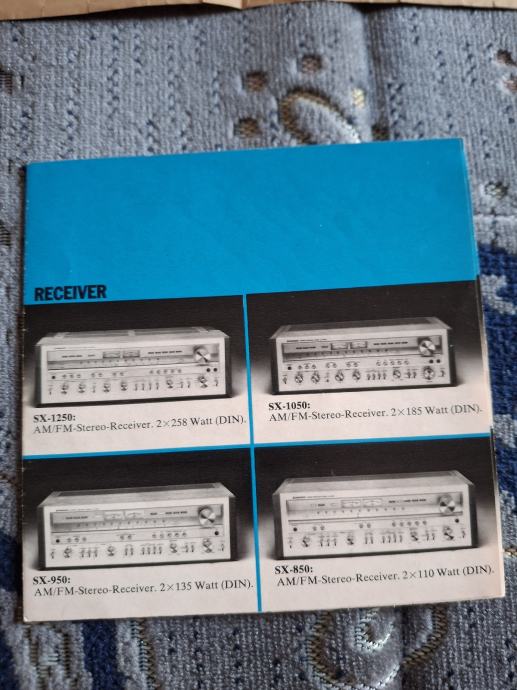 RECEIVER
SX-1250:
AM/FM-Stereo-Receiver. 2×258 Watt (DIN).
SX-1050:
AM/FM-Stereo-Receiver. 2×185 Watt (DIN).
SX-950:
AM/FM-Stereo-Receiver. 2×135 Watt (DIN).
SX-850:
AM/FM-Stereo-Receiver. 2×110 Watt (DIN).